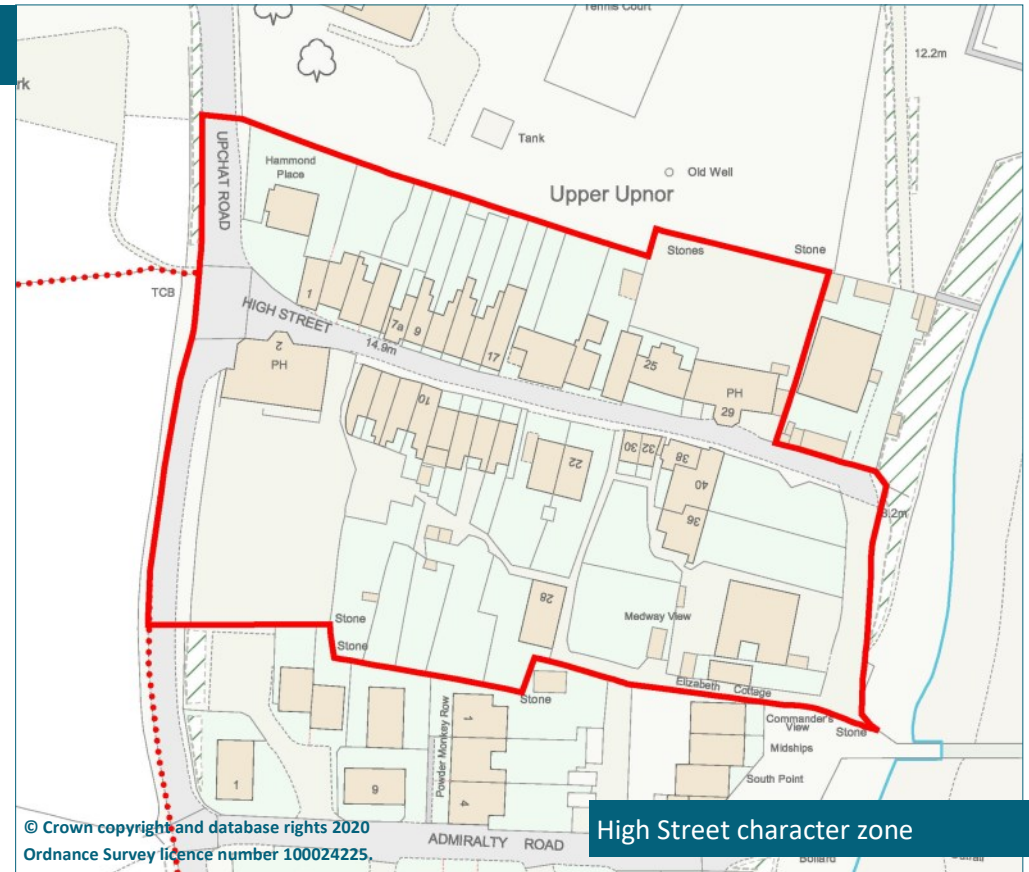 Tennis Court
12.2m
rk
Tank
UPCHAT ROAD
Hammond
Place
Old Well
Upper Upnor
Stones
Stone
TCB
1
HIGH STREET
7a
9
14.9m
17
25
2
PH
PH
29
10
22
30
32
38
40
36
28
Medway View
Stone
Stone
Elizabeth Cottage
Stone
Commander's
View
Stone
Midships
South Point
Powder Monkey Row
1
4
1
9
ADMIRALTY ROAD
© Crown copyright and database rights 2020
Ordnance Survey licence number 100024225.
High Street character zone
Bollard